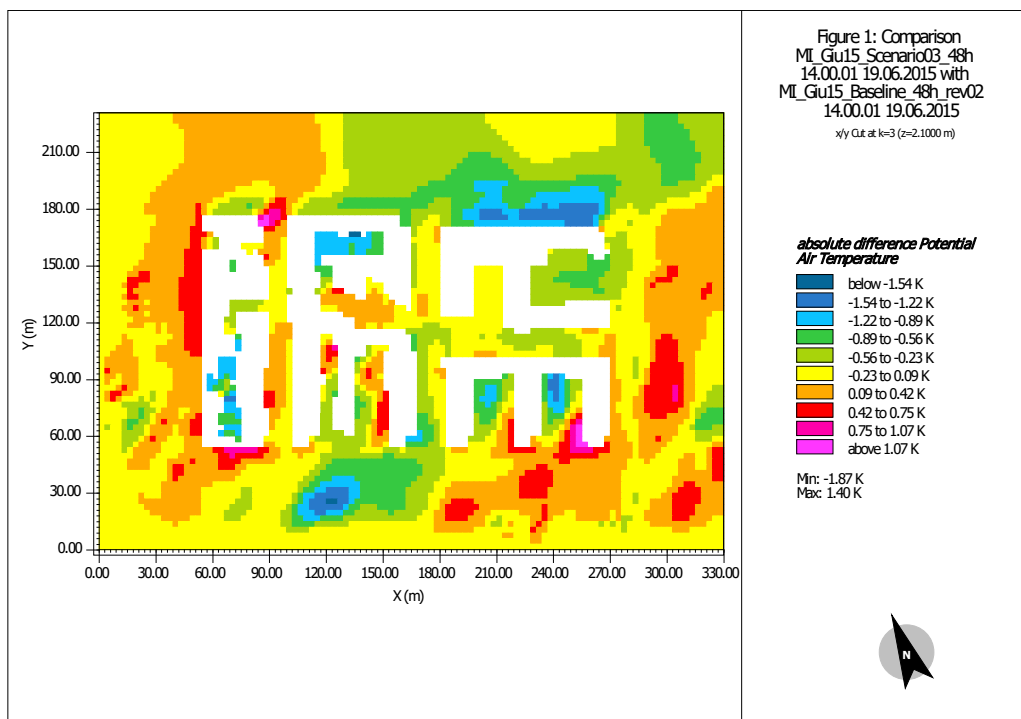 Figure 1: Comparison
MI_Giu15_Scenario03_48h
14.00.01 19.06.2015 with
MI_Giu15_Baseline_48h_rev02
14.00.01 19.06.2015
x/y Cut at k=3 (z=2.1000 m)
210.00
180.00
150.00
120.00
90.00
60.00
30.00
0.00
Y (m)
0.00 30.00 60.00 90.00 120.00 150.00 180.00 210.00 240.00 270.00 300.00 330.00
X (m)
absolute difference Potential
Air Temperature
below -1.54 K
-1.54 to -1.22 K
-1.22 to -0.89 K
-0.89 to -0.56 K
-0.56 to -0.23 K
-0.23 to 0.09 K
0.09 to 0.42 K
0.42 to 0.75 K
0.75 to 1.07 K
above 1.07 K
Min: -1.87 K
Max: 1.40 K
N